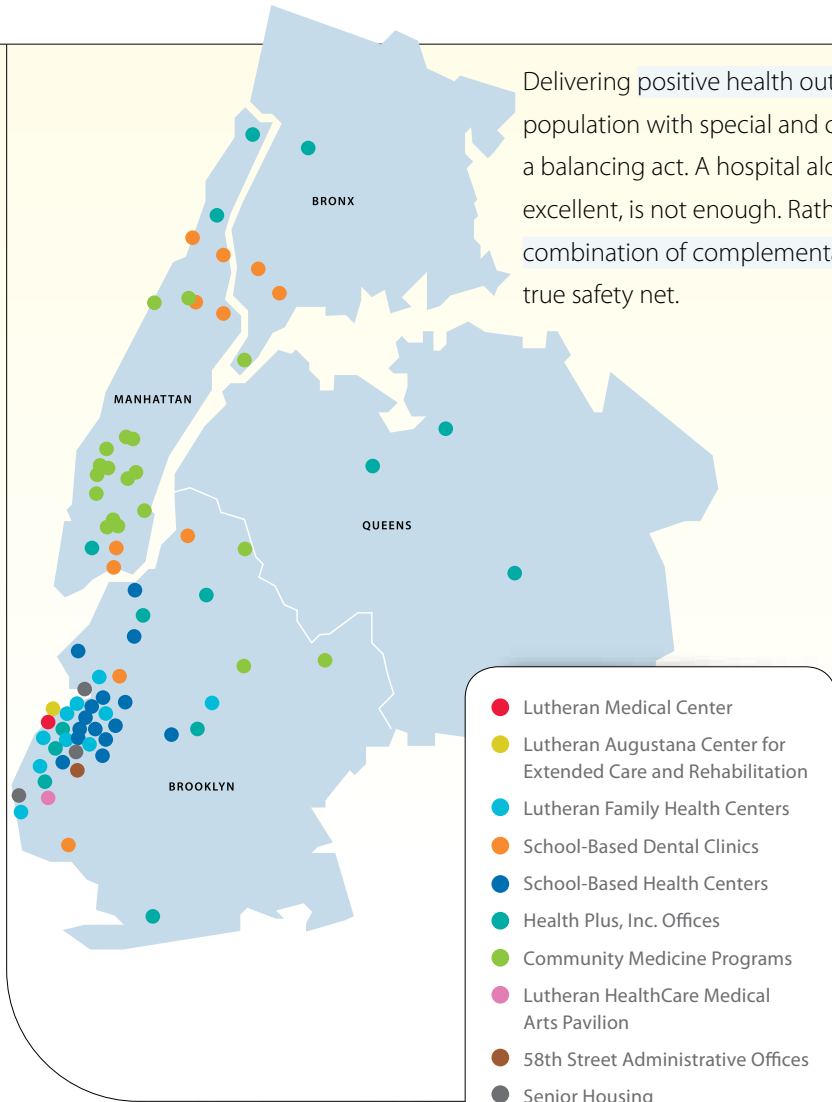 Delivering positive health out
population with special and c
a balancing act. A hospital alo
excellent, is not enough. Rath
combination of complementa
true safety net.
BRONX
MANHATTAN
QUEENS
BROOKLYN
Lutheran Medical Center
Lutheran Augustana Center for
Extended Care and Rehabilitation
Lutheran Family Health Centers
School-Based Dental Clinics
School-Based Health Centers
Health Plus, Inc. Offices
Community Medicine Programs
Lutheran HealthCare Medical
Arts Pavilion
58th Street Administrative Offices
Senior Housing